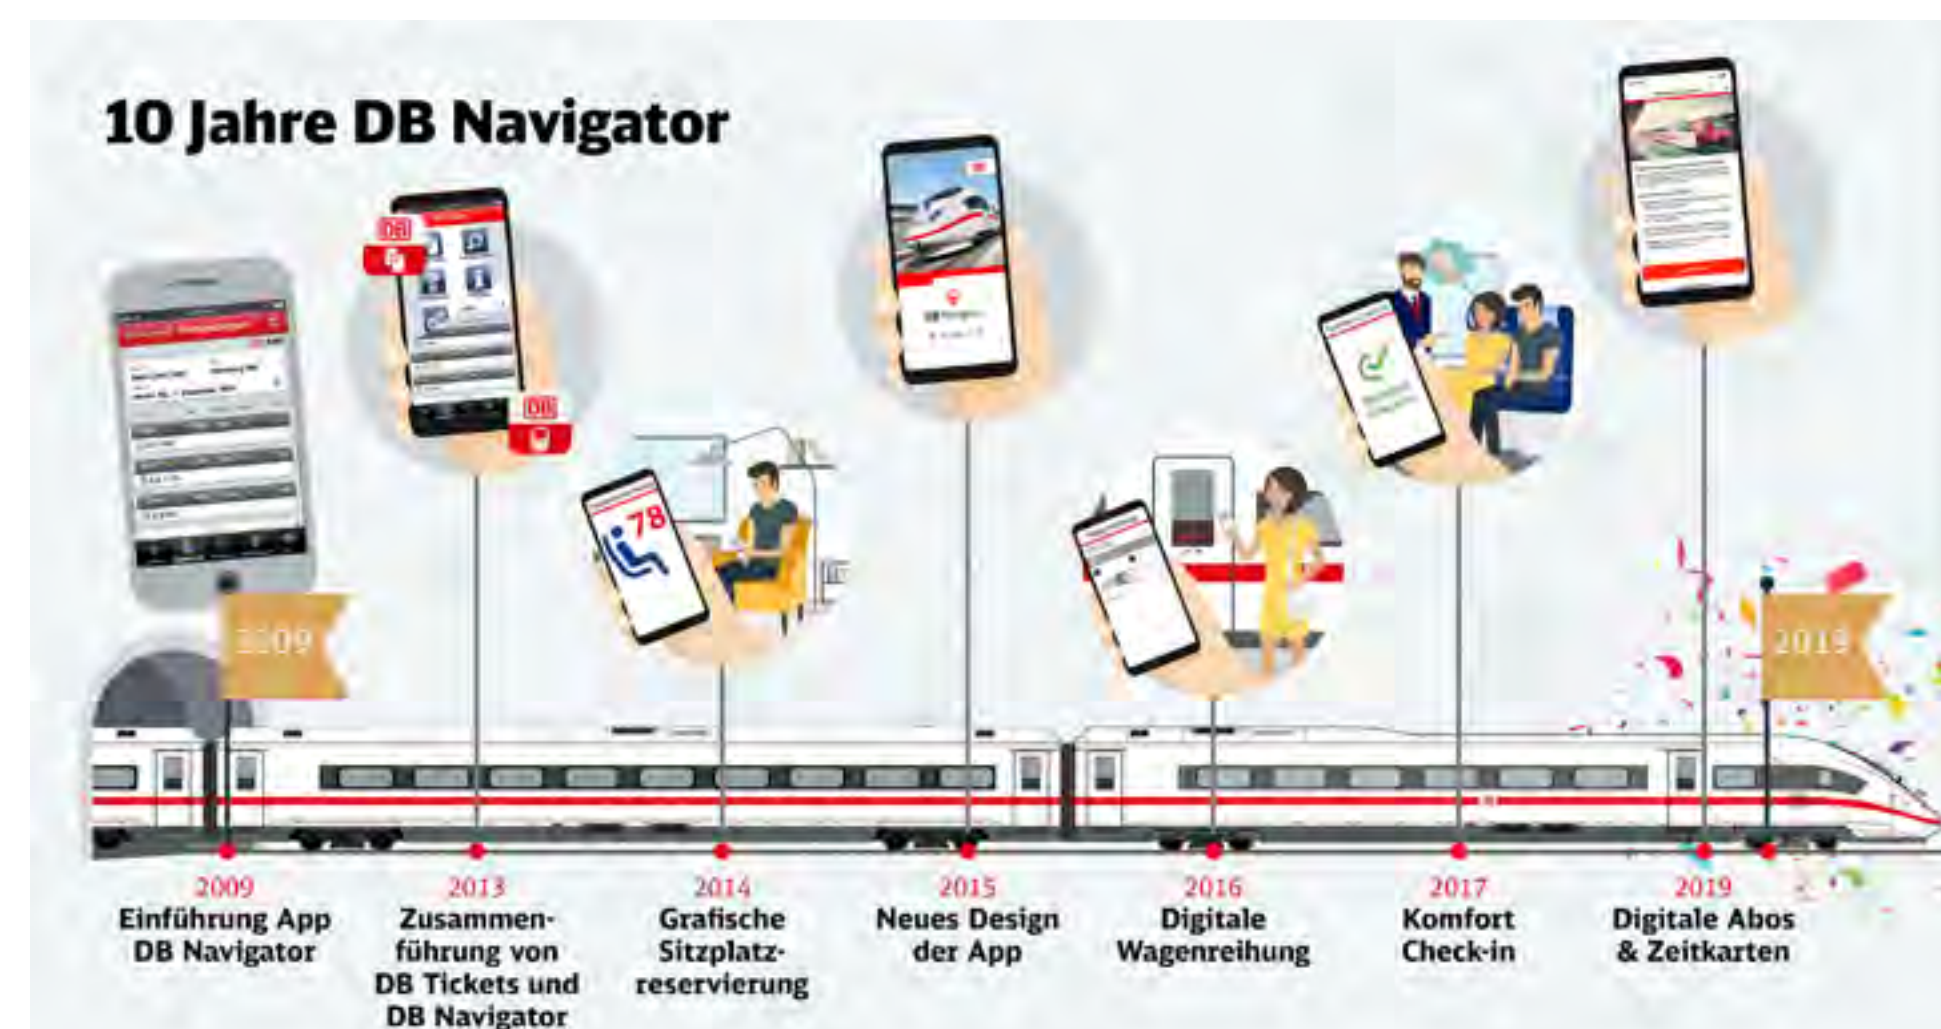 10 Jahre DB Navigator
DB
DB
78
2009
2019
2009
Einführung App
DB Navigator
2013
Zusammen-
führung von
DB Tickets und
DB Navigator
2014
Grafische
Sitzplatz-
reservierung
2015
Neues Design
der App
2016
Digitale
Wagenreihung
2017
Komfort
Check-in
2019
Digitale Abos
& Zeitkarten